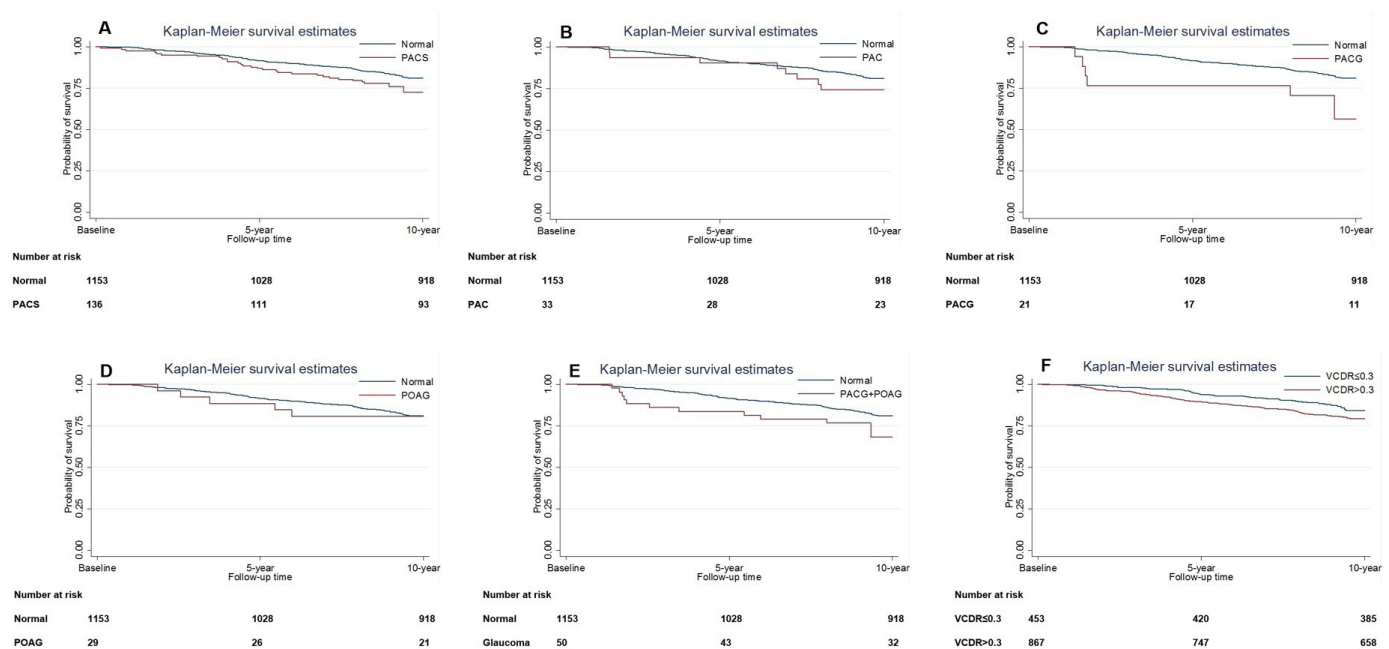 A
Kaplan-Meier survival estimates
Normal
PACS
Probability of survival
1.00
0.75
0.50
0.25
0.00
Baseline 5-year 10-year
Follow-up time
Number at risk
Normal 1153 1028 918
PACS 136 111 93
B
Kaplan-Meier survival estimates
Normal
PAC
Probability of survival
1.00
0.75
0.50
0.25
0.00
Baseline 5-year 10-year
Follow-up time
Number at risk
Normal 1153 1028 918
PAC 33 28 23
C
Kaplan-Meier survival estimates
Normal
PACG
Probability of survival
1.00
0.75
0.50
0.25
0.00
Baseline 5-year 10-year
Follow-up time
Number at risk
Normal 1153 1028 918
PACG 21 17 11
D
Kaplan-Meier survival estimates
Normal
POAG
Probability of survival
1.00
0.75
0.50
0.25
0.00
Baseline 5-year 10-year
Follow-up time
Number at risk
Normal 1153 1028 918
POAG 29 26 21
E
Kaplan-Meier survival estimates
Normal
PACG+POAG
Probability of survival
1.00
0.75
0.50
0.25
0.00
Baseline 5-year 10-year
Follow-up time
Number at risk
Normal 1153 1028 918
Glaucoma 50 43 32
F
Kaplan-Meier survival estimates
VCDR≤0.3
VCDR>0.3
Probility of survival
1.00
0.75
0.50
0.25
0.00
Baseline 5-year 10-year
Follow-up time
Number at risk
VCDR≤0.3 453 420 385
VCDR>0.3 867 747 658